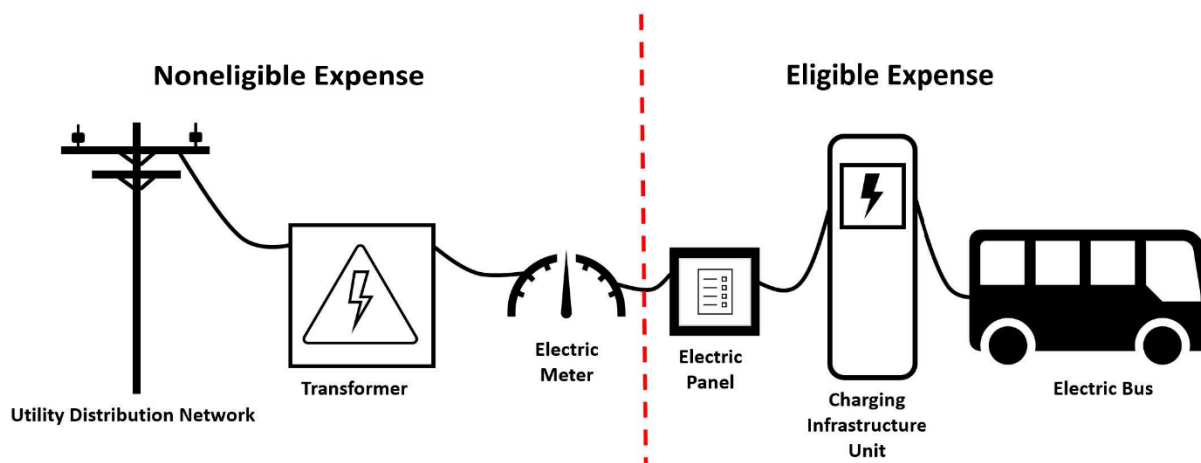 Noneligible Expense
Eligible Expense
Utility Distribution Network
Transformer
Electric
Meter
Electric
Panel
Charging
Infrastructure
Unit
Electric Bus